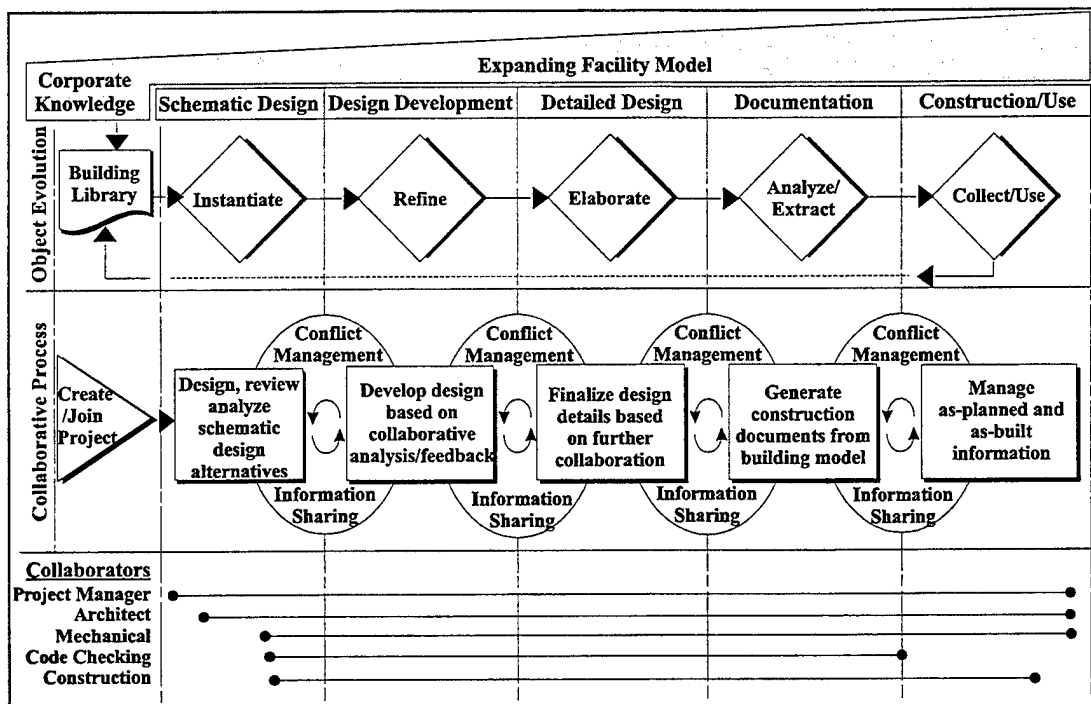 Expanding Facility Model
Corporate
Knowledge
Schematic Design
Design Development
Detailed Design
Documentation
Construction/Use
Object Evolution
Building
Library
Instantiate
Refine
Elaborate
Analyze/
Extract
Collect/Use
Collaborative Process
Create
/Join
Project
Conflict
Management
Conflict
Management
Conflict
Management
Conflict
Management
Design, review
analyze
schematic
design
alternatives
Develop design
based on
collaborative
analysis/feedback
Finalize design
details based
on further
collaboration
Generate
construction
documents from
building model
Manage
as-planned and
as-built
information
Information
Sharing
Information
Sharing
Information
Sharing
Information
Sharing
Collaborators
Project Manager
Architect
Mechanical
Code Checking
Construction